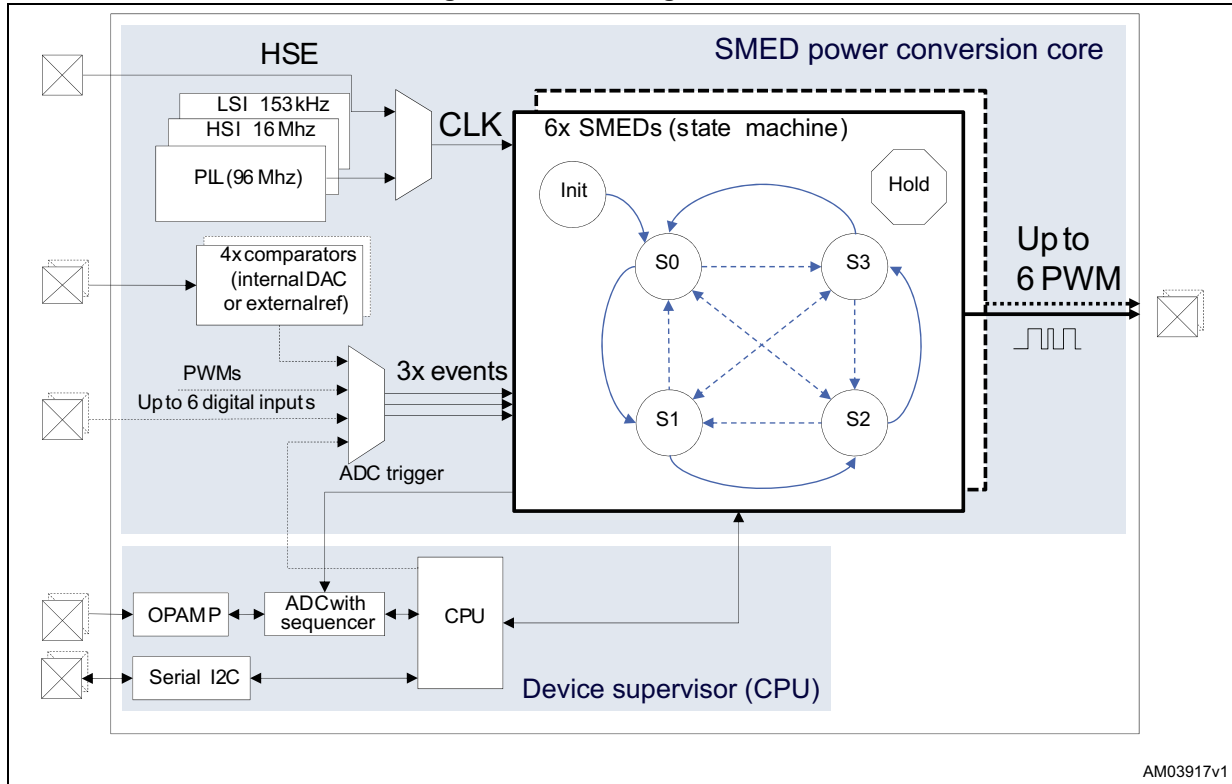 SMED power conversion core
HSE
LSI 153 kHz
HSI 16 Mhz
PLL (96 Mhz)
CLK
6x SMEDs (state machine)
Init
Hold
S0
S3
S1
S2
Up to
6 PWM
4x comparators
(internal DAC
or external ref)
PWMs
Up to 6 digital inputs
3x events
ADC trigger
OPAMP
ADC with
sequencer
CPU
Serial I2C
Device supervisor (CPU)
AM03917v1